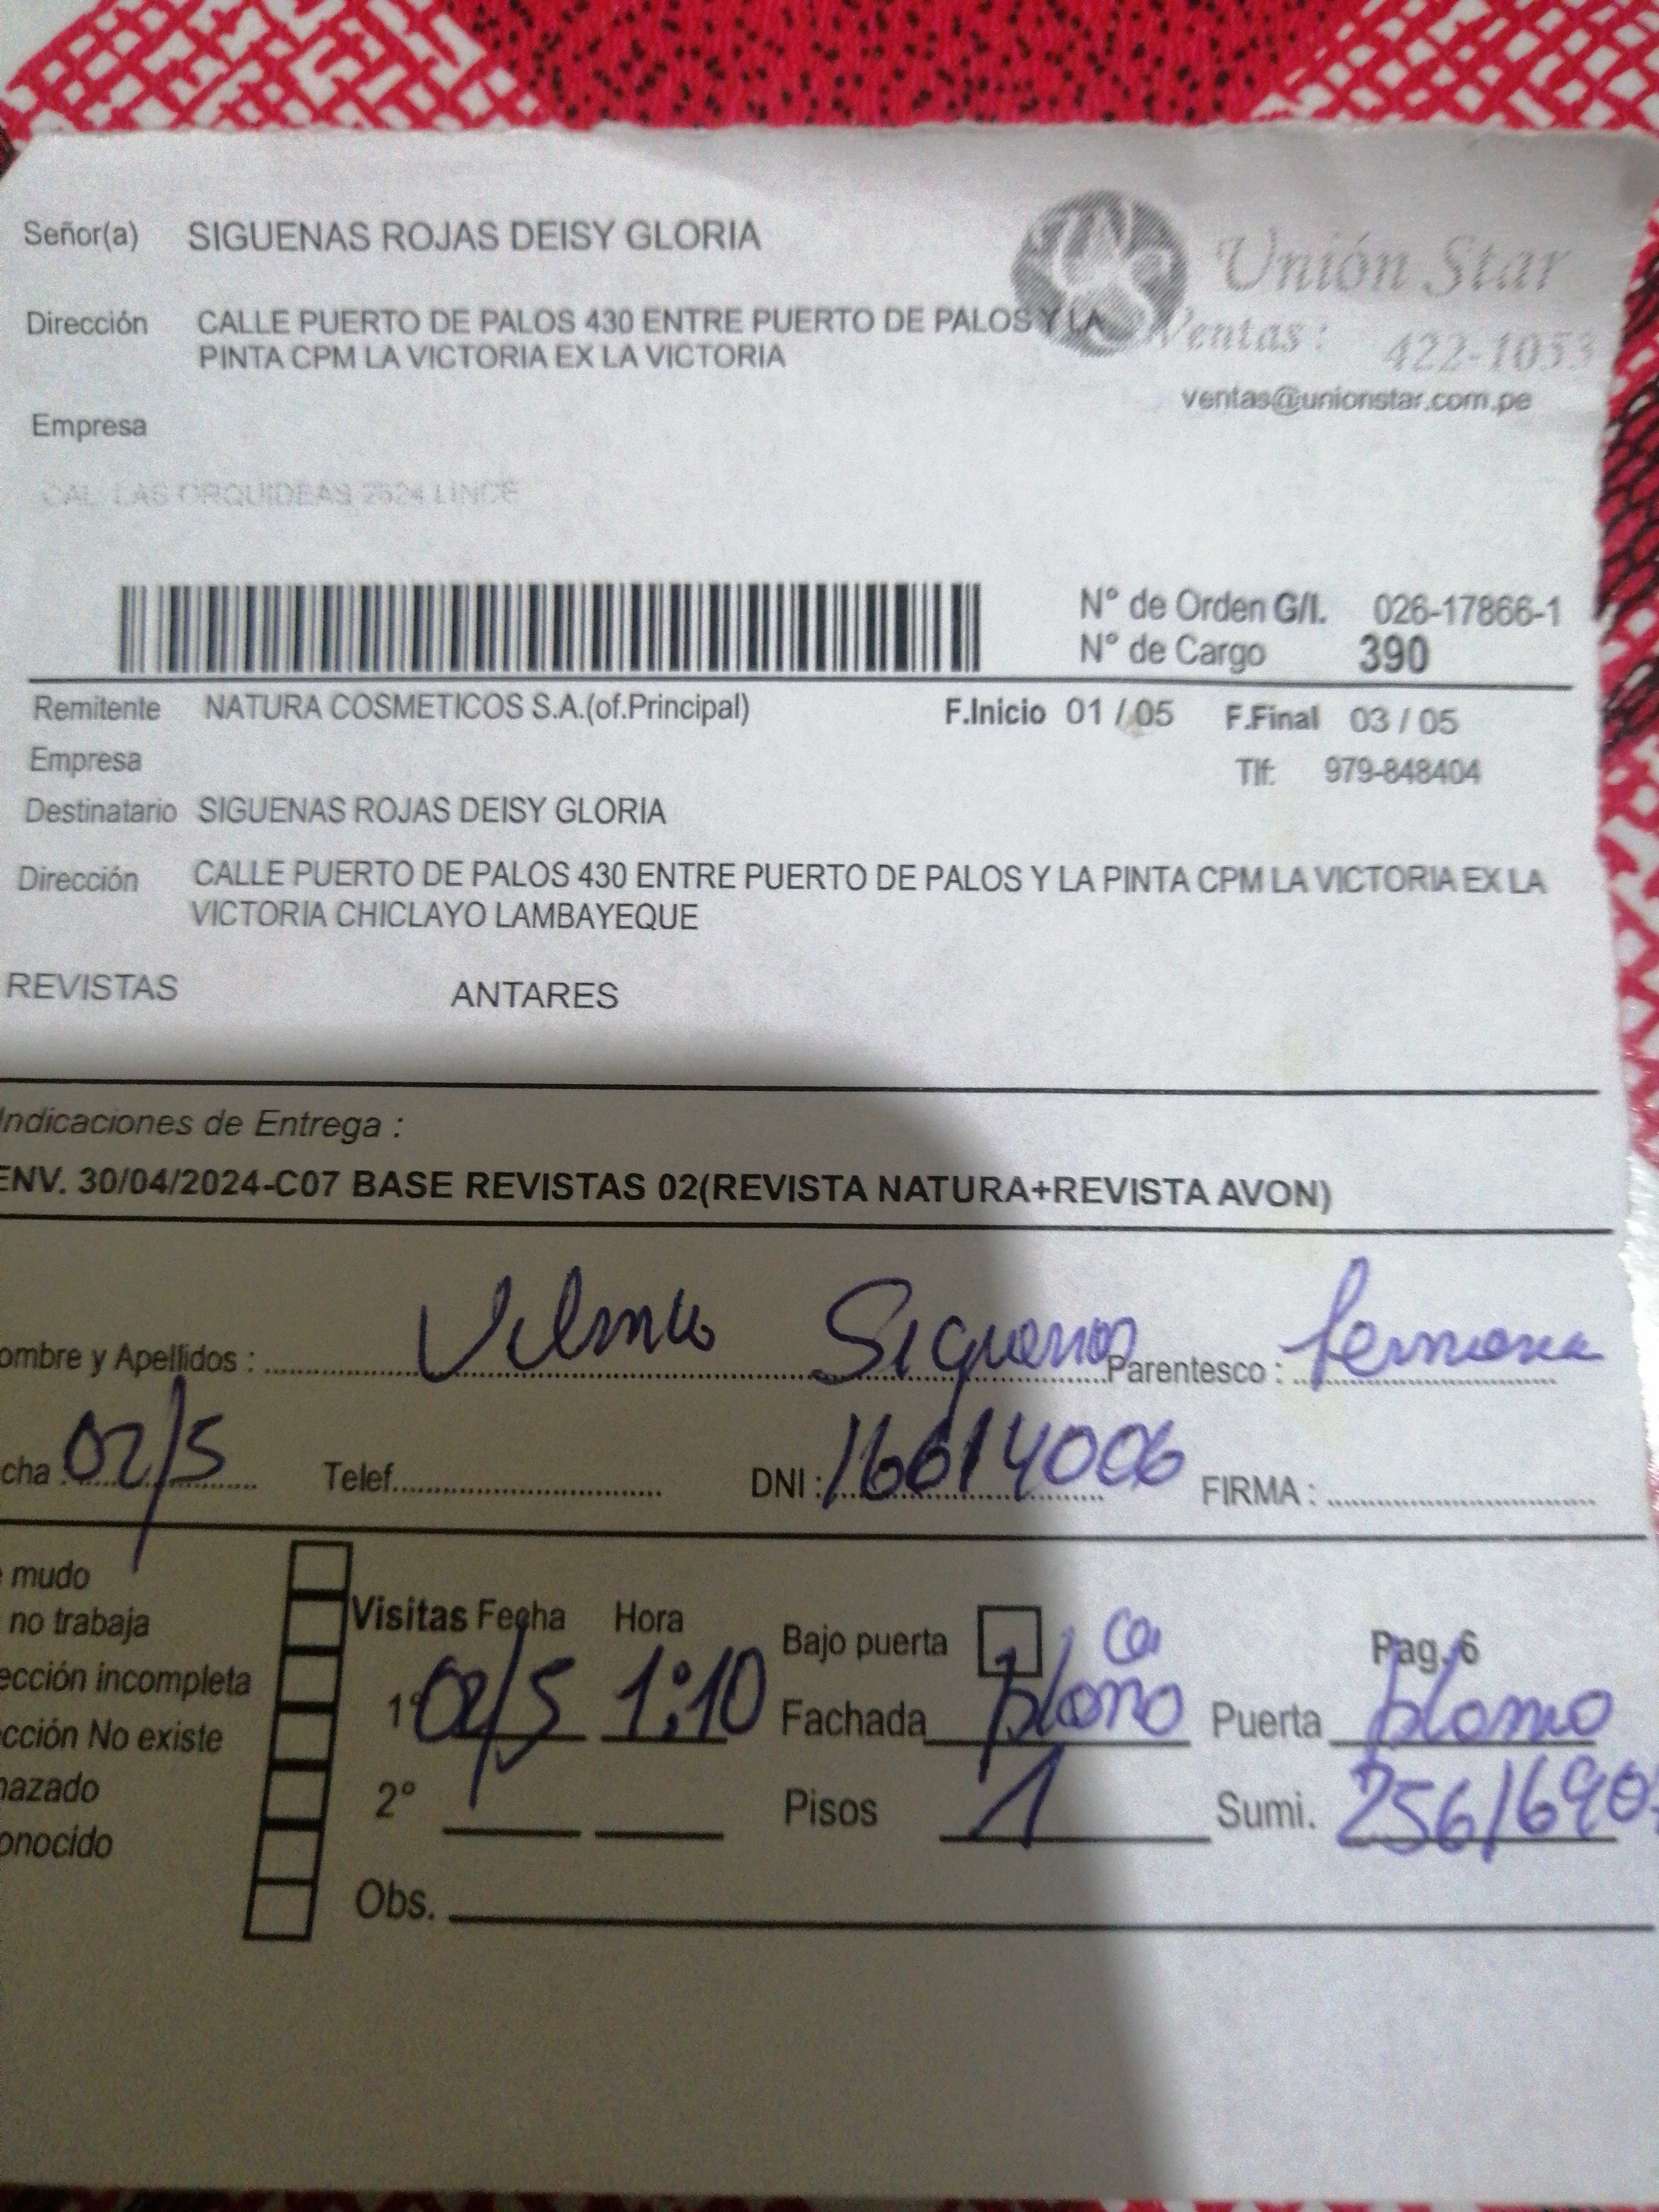 Señor(a) SIGUENAS ROJAS DEISY GLORIA
Unión Star
Dirección CALLE PUERTO DE PALOS 430 ENTRE PUERTO DE PALOS Y LA
PINTA CPM LA VICTORIA EX LA VICTORIA
Ventas: 422-1053
ventas@unionstar.com.pe
Empresa
CAL LAS ORQUIDEAS 2624 LINCE
N° de Orden G/I. 026-17866-1
N° de Cargo 390
Remitente NATURA COSMETICOS S.A.(of.Principal) F.Inicio 01 / 05 F.Final 03 / 05
Empresa Tlf: 979-848404
Destinatario SIGUENAS ROJAS DEISY GLORIA
Dirección CALLE PUERTO DE PALOS 430 ENTRE PUERTO DE PALOS Y LA PINTA CPM LA VICTORIA EX LA
VICTORIA CHICLAYO LAMBAYEQUE
REVISTAS ANTARES
Indicaciones de Entrega :
ENV. 30/04/2024-C07 BASE REVISTAS 02(REVISTA NATURA+REVISTA AVON)
ombre y Apellidos : Vilma Siguenas Parentesco : hermana
cha : 02/5 Telef. DNI : 16614006 FIRMA :
mudo
no trabaja
ección incompleta
cción No existe
hazado
onocido
Visitas Fecha Hora Bajo puerta Pag. 6
1° 02/5 1:10 Fachada Puerta
2° Pisos 1 Sumi.
Obs.